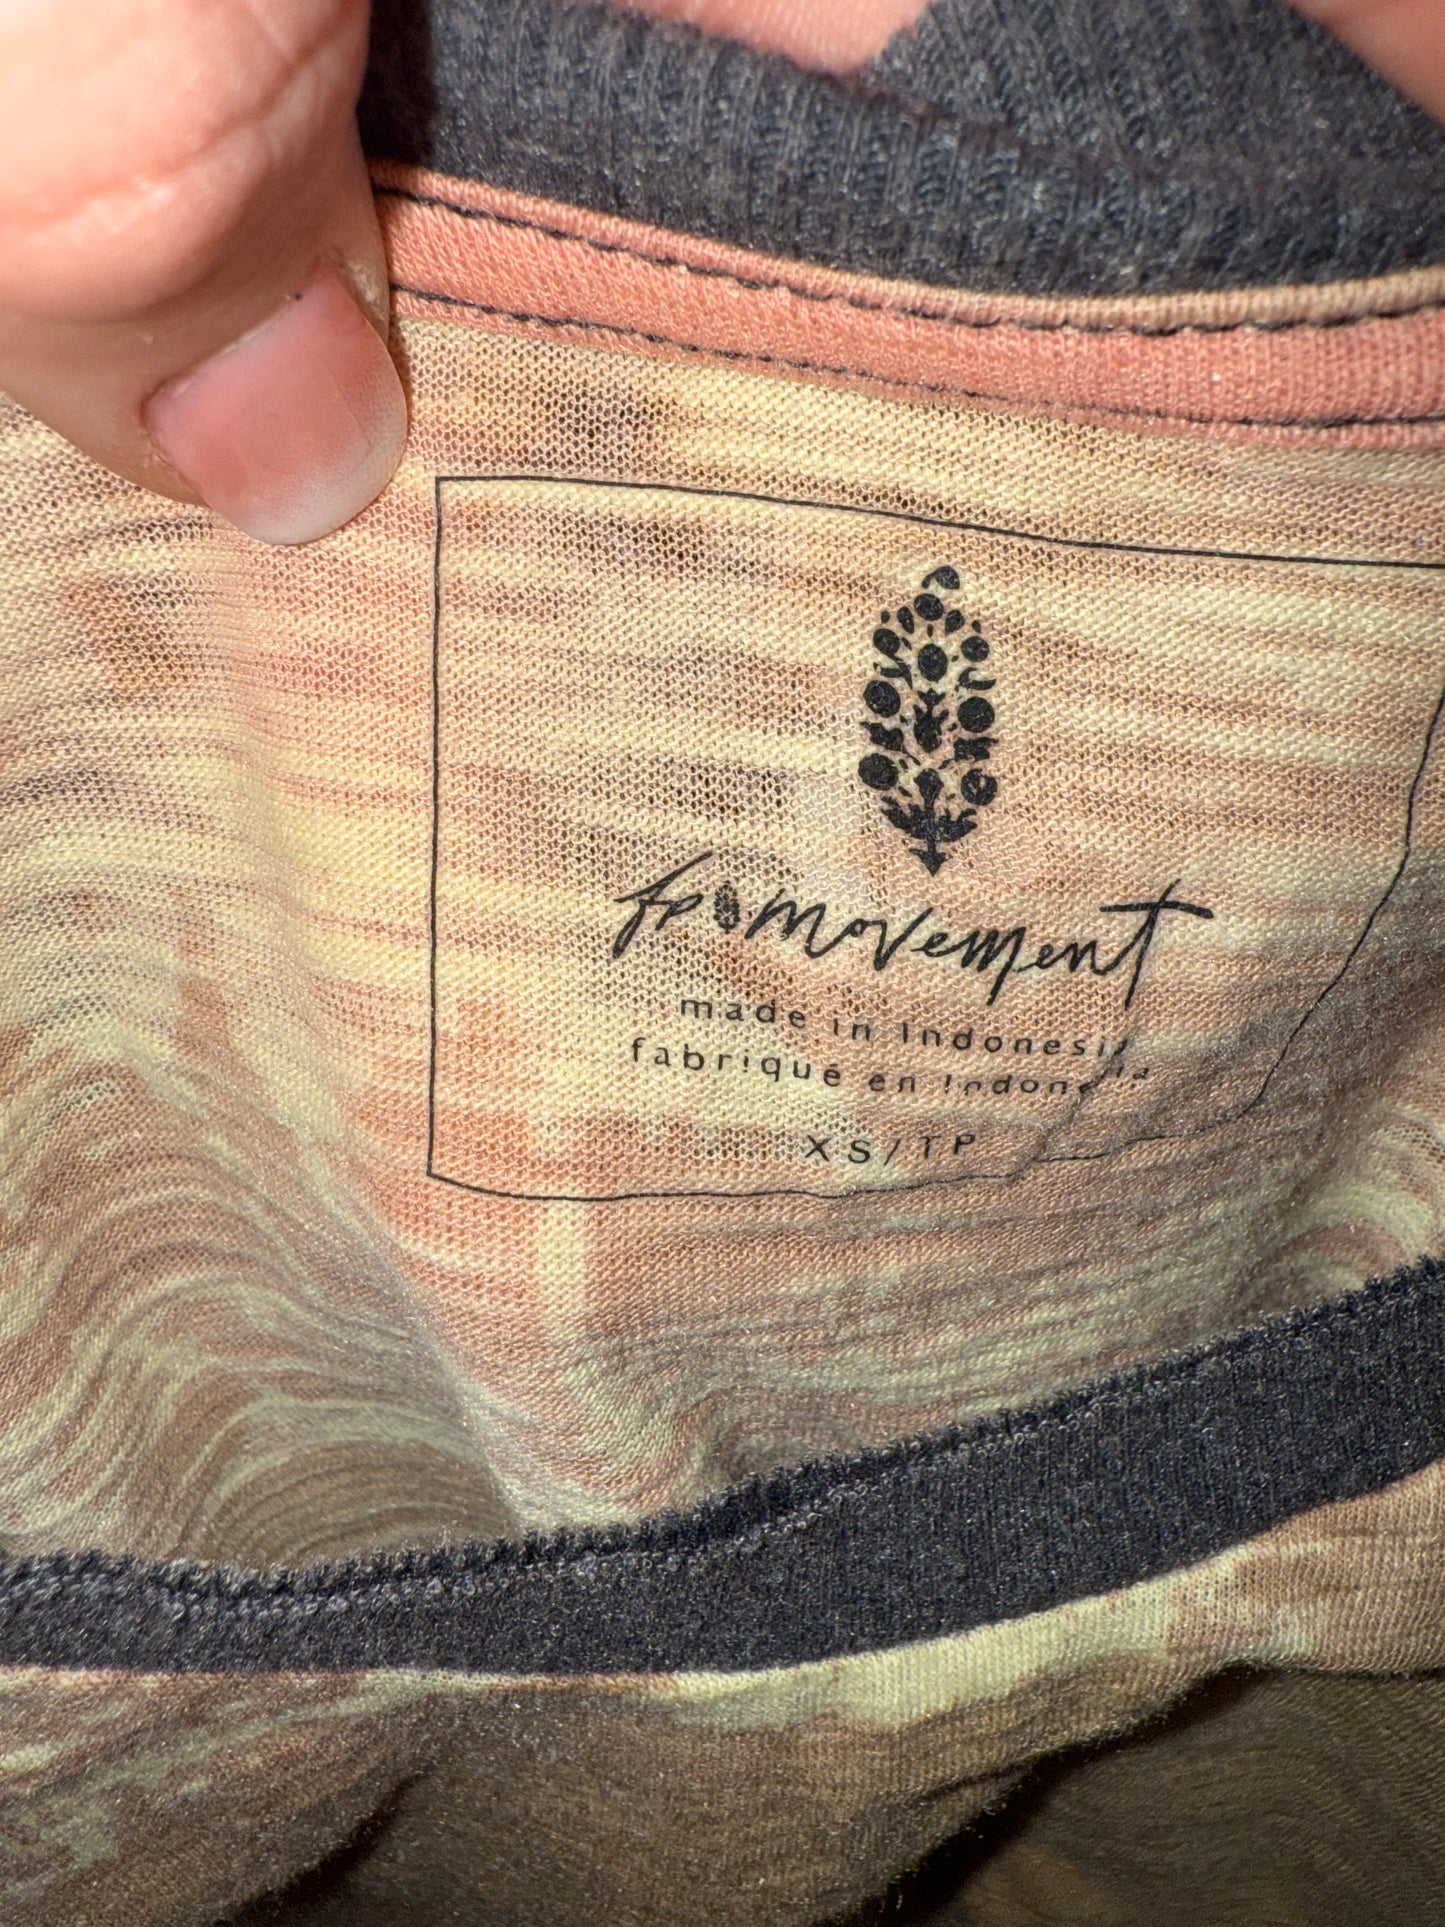 fp movement
made in Indonesia
fabriqué en Indonesia
XS/TP